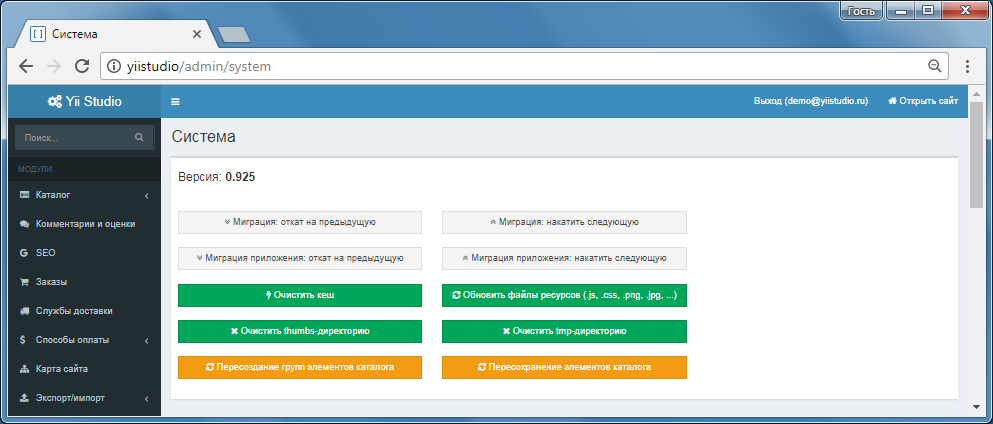 Гость
Система
yiistudio/admin/system
Yii Studio
Выход (demo@yiistudio.ru)
Открыть сайт
Поиск...
МОДУЛИ
Каталог
Комментарии и оценки
SEO
Заказы
Службы доставки
Способы оплаты
Карта сайта
Экспорт/импорт
Система
Версия: 0.925
Миграция: откат на предыдущую
Миграция: накатить следующую
Миграция приложения: откат на предыдущую
Миграция приложения: накатить следующую
Очистить кеш
Обновить файлы ресурсов (.js, .css, .png, .jpg, ...)
Очистить thumbs-директорию
Очистить tmp-директорию
Пересоздание групп элементов каталога
Пересохранение элементов каталога